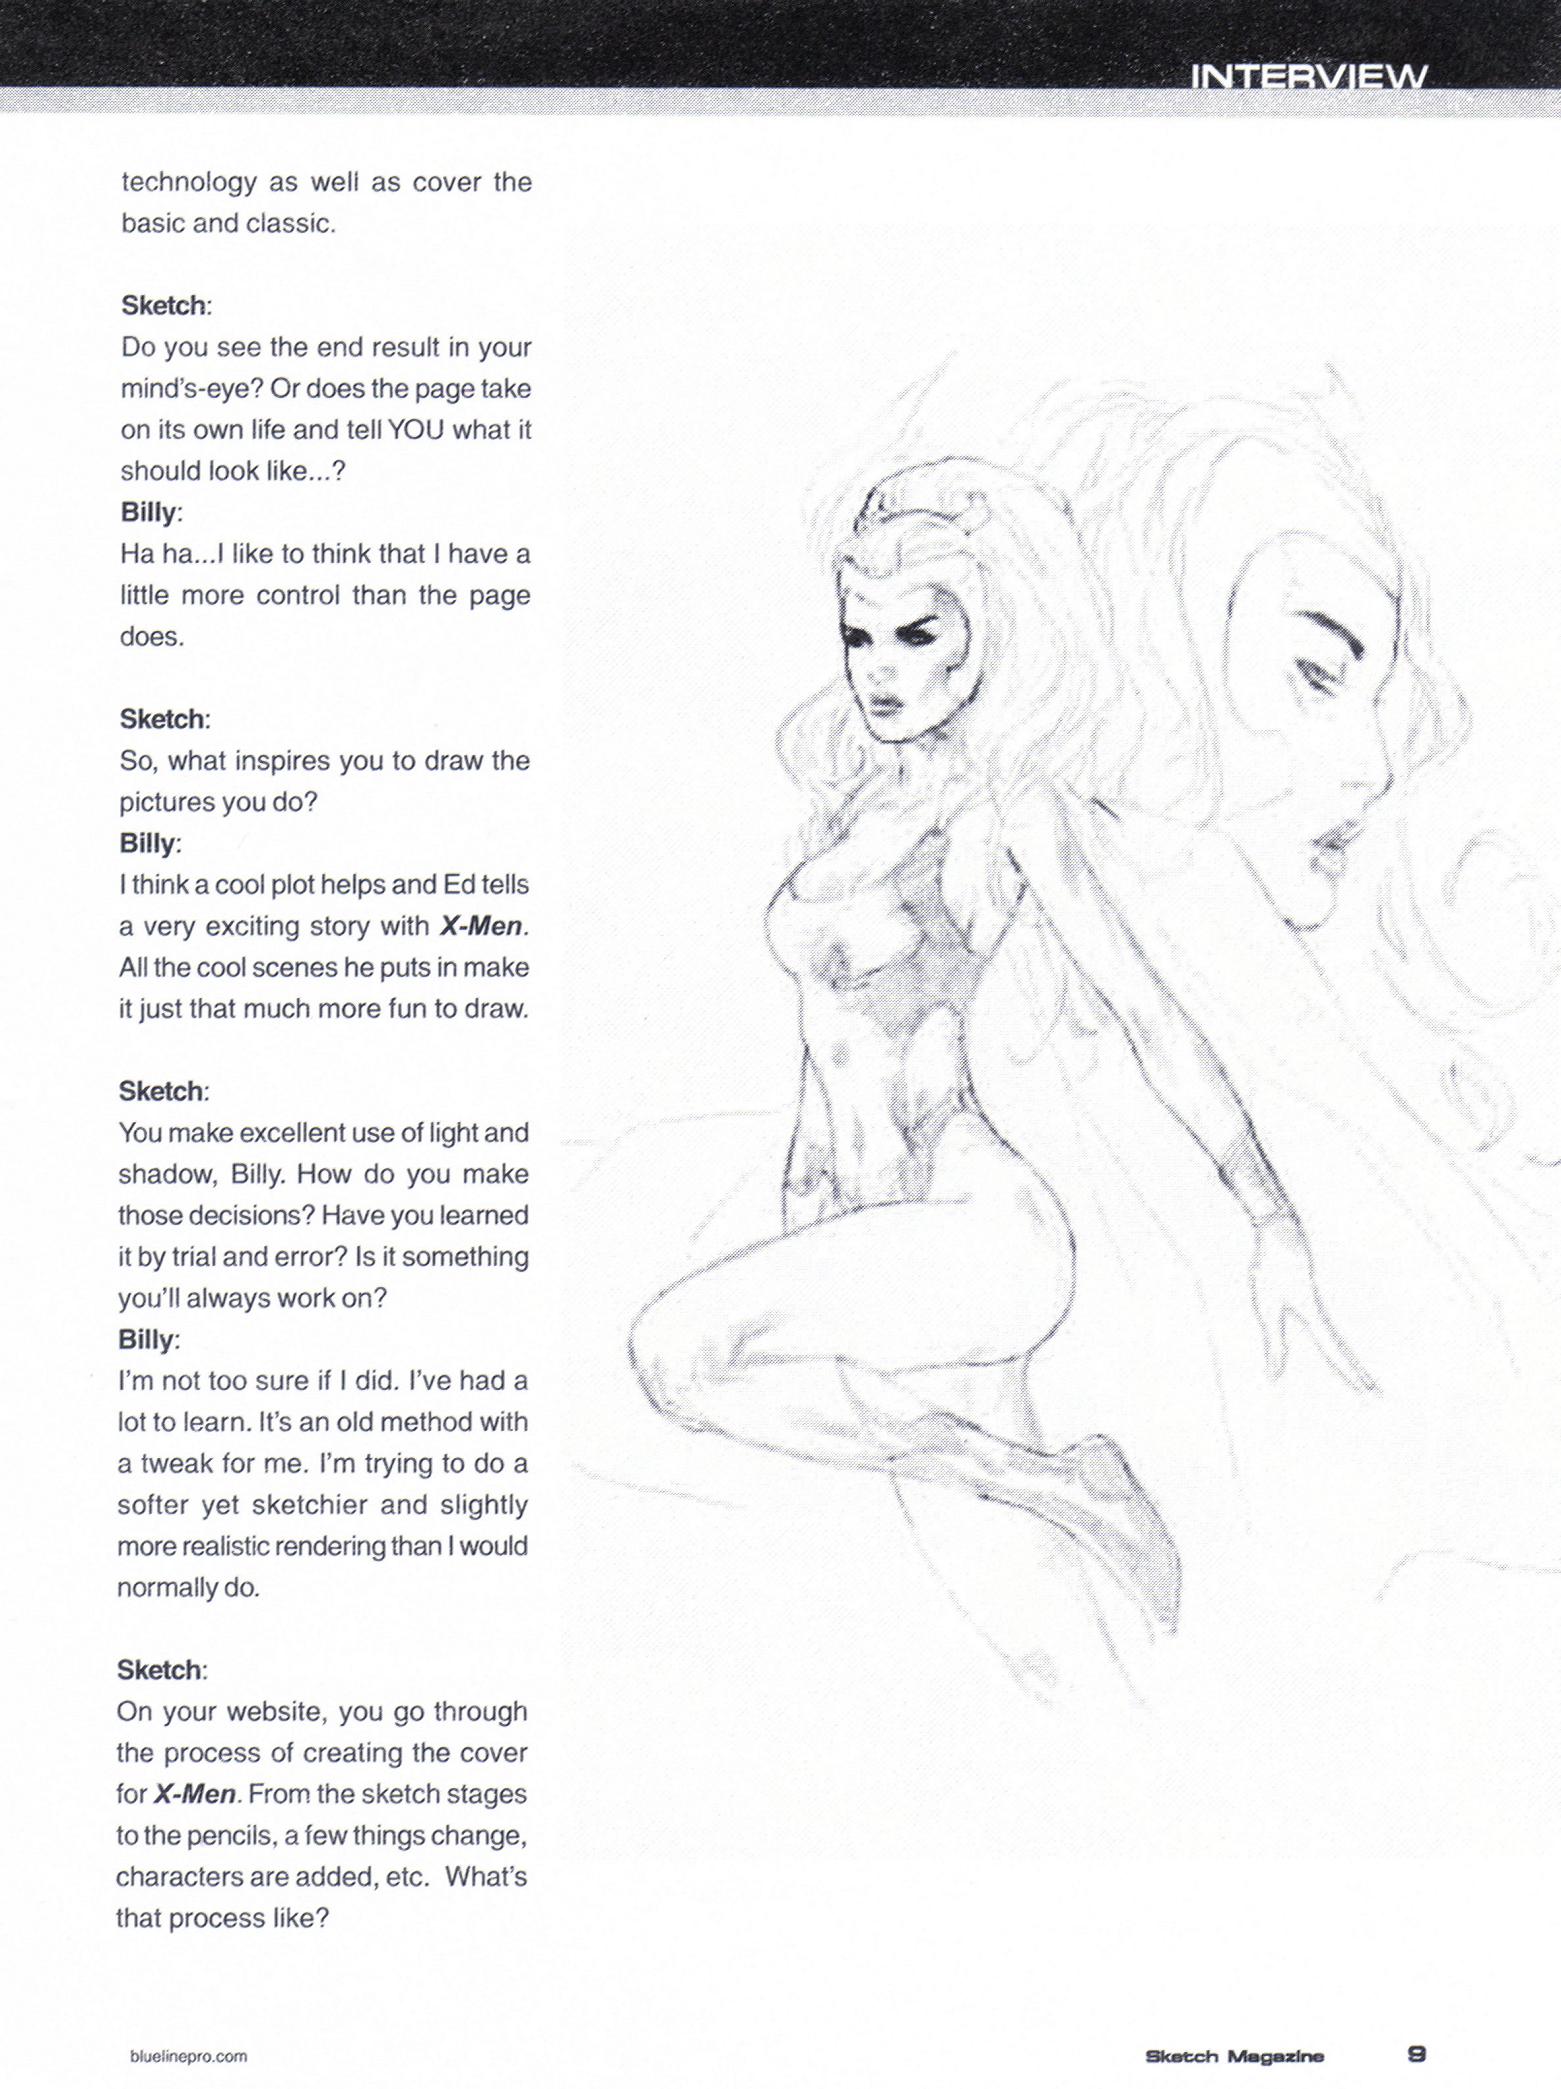 INTERVIEW
technology as well as cover the
basic and classic.
Sketch:
Do you see the end result in your
mind's-eye? Or does the page take
on its own life and tell YOU what it
should look like...?
Billy:
Ha ha...I like to think that I have a
little more control than the page
does.
Sketch:
So, what inspires you to draw the
pictures you do?
Billy:
I think a cool plot helps and Ed tells
a very exciting story with X-Men.
All the cool scenes he puts in make
it just that much more fun to draw.
Sketch:
You make excellent use of light and
shadow, Billy. How do you make
those decisions? Have you learned
it by trial and error? Is it something
you'll always work on?
Billy:
I'm not too sure if I did. I've had a
lot to learn. It's an old method with
a tweak for me. I'm trying to do a
softer yet sketchier and slightly
more realistic rendering than I would
normally do.
Sketch:
On your website, you go through
the process of creating the cover
for X-Men. From the sketch stages
to the pencils, a few things change,
characters are added, etc.  What's
that process like?
bluelinepro.com
Sketch Magazine 9